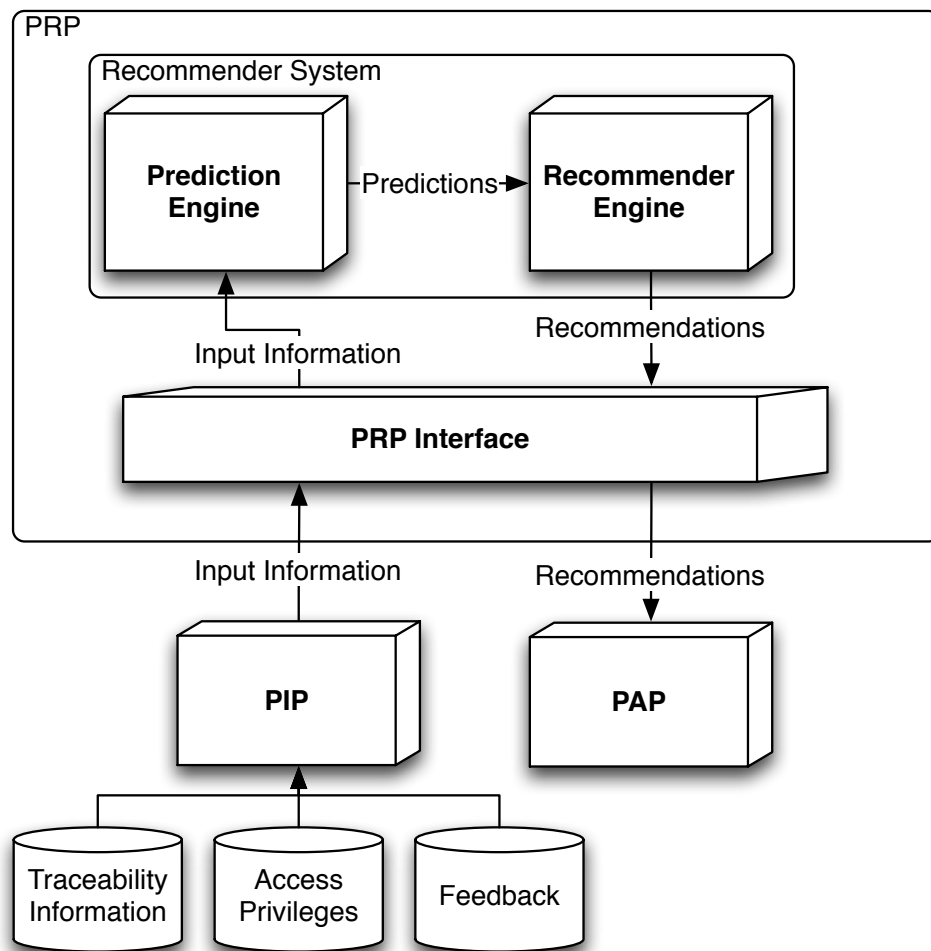 PRP
Recommender System
Prediction
Engine
Predictions
Recommender
Engine
Input Information
Recommendations
PRP Interface
Input Information
Recommendations
PIP
PAP
Traceability
Information
Access
Privileges
Feedback